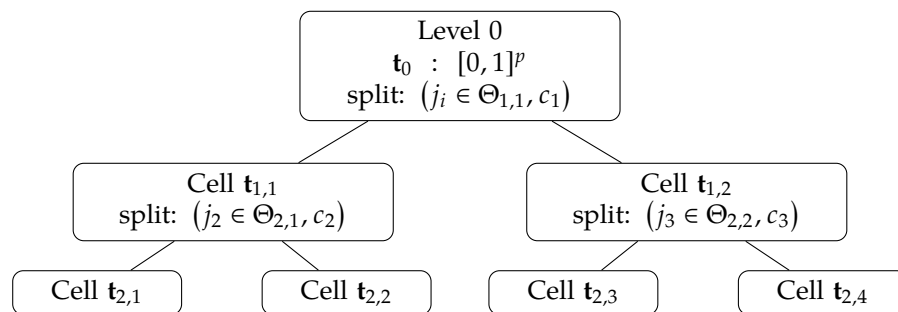 Level 0
𝐭₀ : [0, 1]ᵖ
split: (jᵢ ∈ Θ₁,₁, c₁)
Cell 𝐭₁,₁
split: (j₂ ∈ Θ₂,₁, c₂)
Cell 𝐭₁,₂
split: (j₃ ∈ Θ₂,₂, c₃)
Cell 𝐭₂,₁
Cell 𝐭₂,₂
Cell 𝐭₂,₃
Cell 𝐭₂,₄